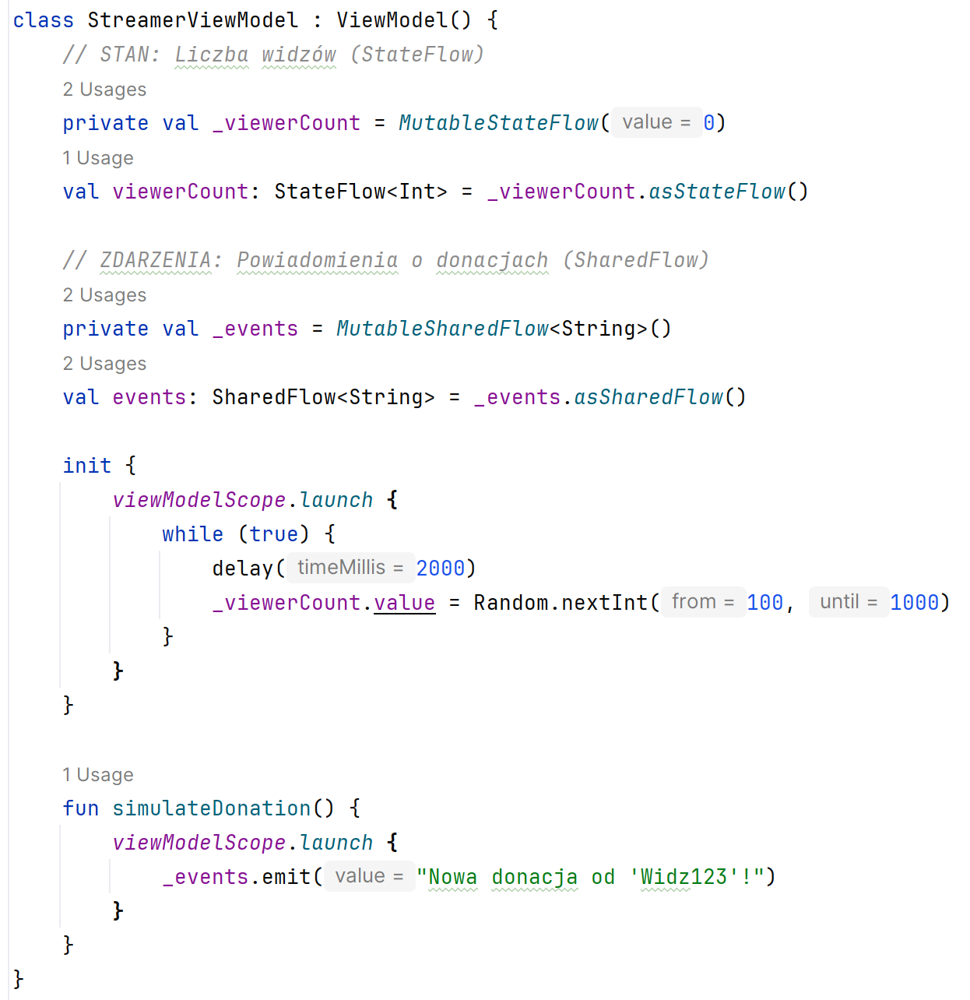 class StreamerViewModel : ViewModel() {
// STAN: Liczba widzów (StateFlow)
2 Usages
private val _viewerCount = MutableStateFlow( value = 0)
1 Usage
val viewerCount: StateFlow<Int> = _viewerCount.asStateFlow()
// ZDARZENIA: Powiadomienia o donacjach (SharedFlow)
2 Usages
private val _events = MutableSharedFlow<String>()
2 Usages
val events: SharedFlow<String> = _events.asSharedFlow()
init {
viewModelScope.launch {
while (true) {
delay( timeMillis = 2000)
_viewerCount.value = Random.nextInt( from = 100, until = 1000)
}
}
}
1 Usage
fun simulateDonation() {
viewModelScope.launch {
_events.emit( value = "Nowa donacja od 'Widz123'!")
}
}
}